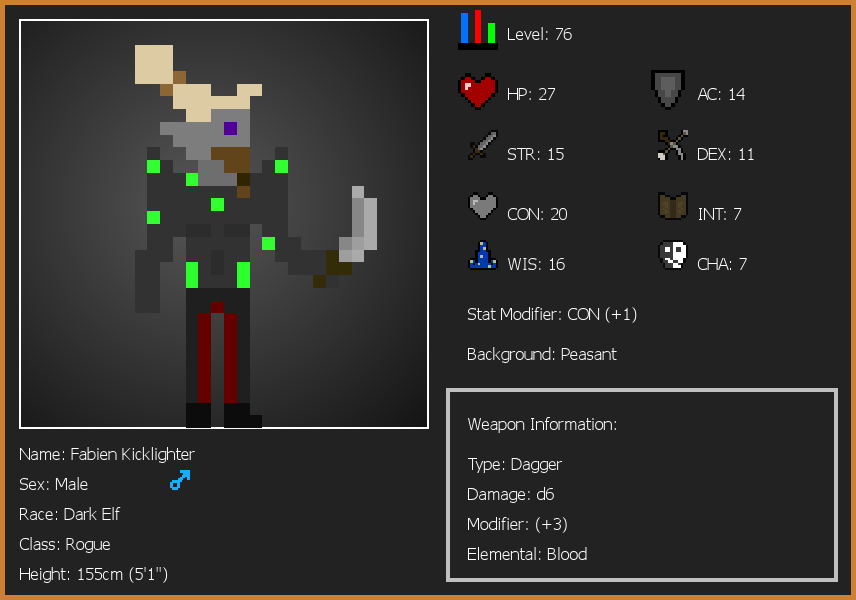 Level: 76
HP: 27
AC: 14
STR: 15
DEX: 11
CON: 20
INT: 7
WIS: 16
CHA: 7
Stat Modifier: CON (+1)
Background: Peasant
Weapon Information:
Type: Dagger
Damage: d6
Modifier: (+3)
Elemental: Blood
Name: Fabien Kicklighter
Sex: Male
Race: Dark Elf
Class: Rogue
Height: 155cm (5'1")